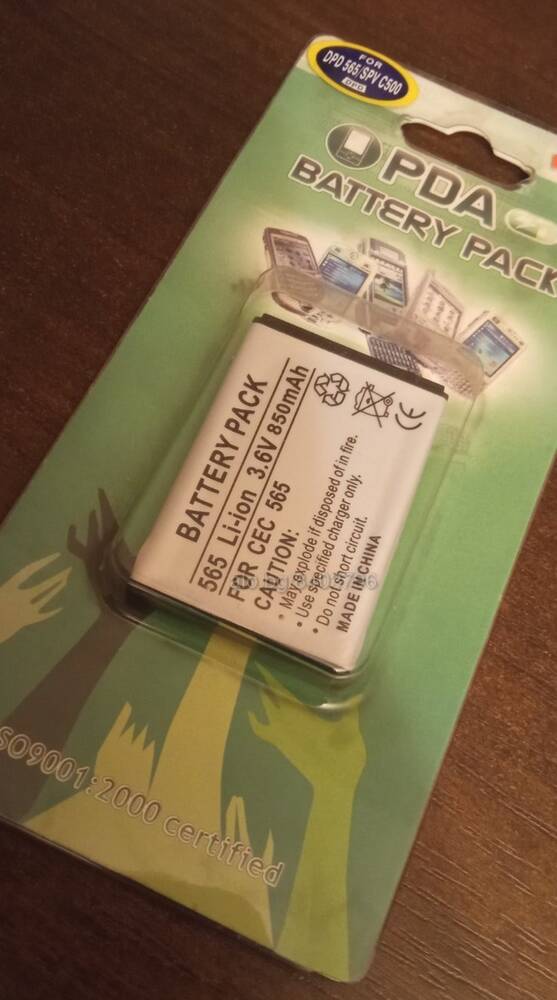 FOR
DPD 565/SPV C500
DPD
PDA
BATTERY PACK
BATTERY PACK
565 Li-ion 3.6V 850mAh
FOR CEC 565
CAUTION:
• May explode if disposed of in fire.
• Use specified charger only.
• Do not short circuit.
MADE IN CHINA
CE
ISO9001:2000 certified